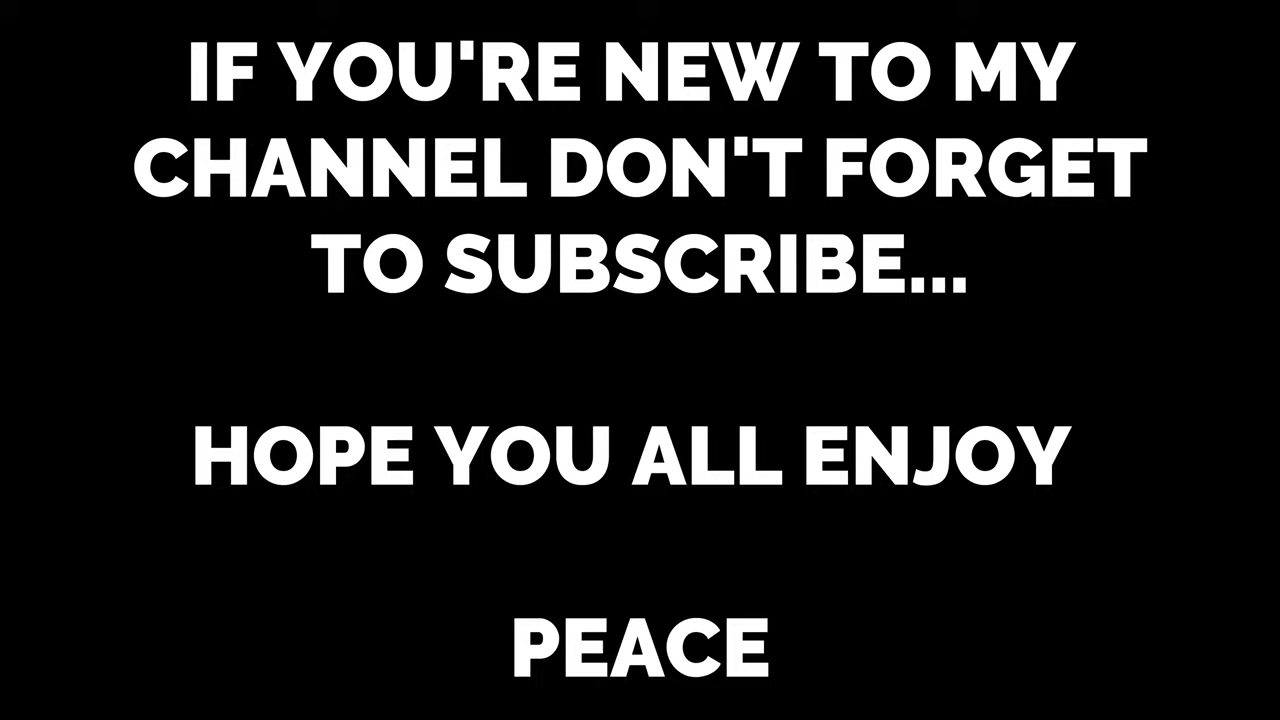 IF YOU'RE NEW TO MY
CHANNEL DON'T FORGET
TO SUBSCRIBE...
HOPE YOU ALL ENJOY
PEACE